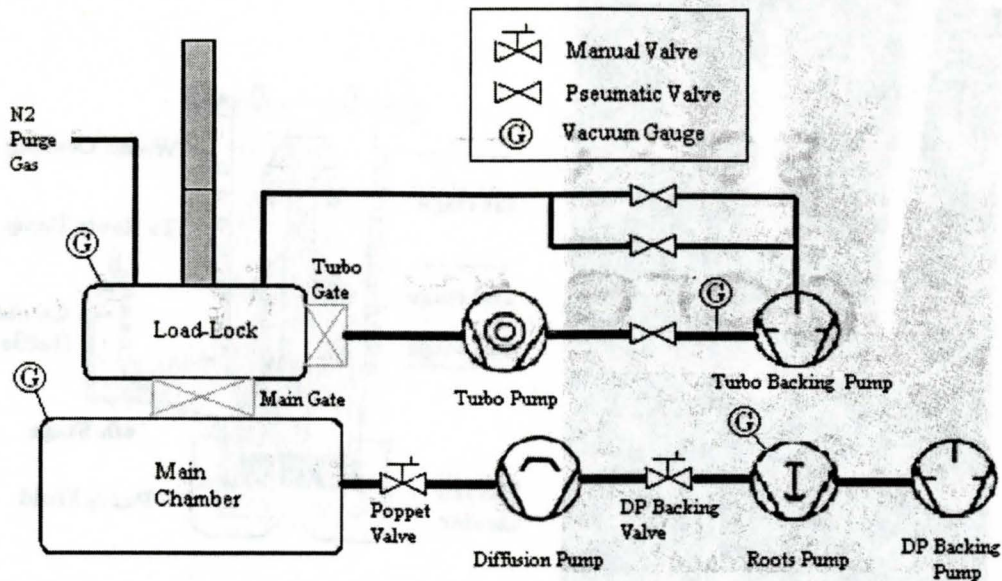 Manual Valve
Pseumatic Valve
G Vacuum Gauge
N2
Purge
Gas
G
Turbo
Gate
Load-Lock
G
Turbo Pump
Turbo Backing Pump
G
Main Gate
G
Main
Chamber
Poppet
Valve
DP Backing
Valve
Diffusion Pump
Roots Pump
DP Backing
Pump